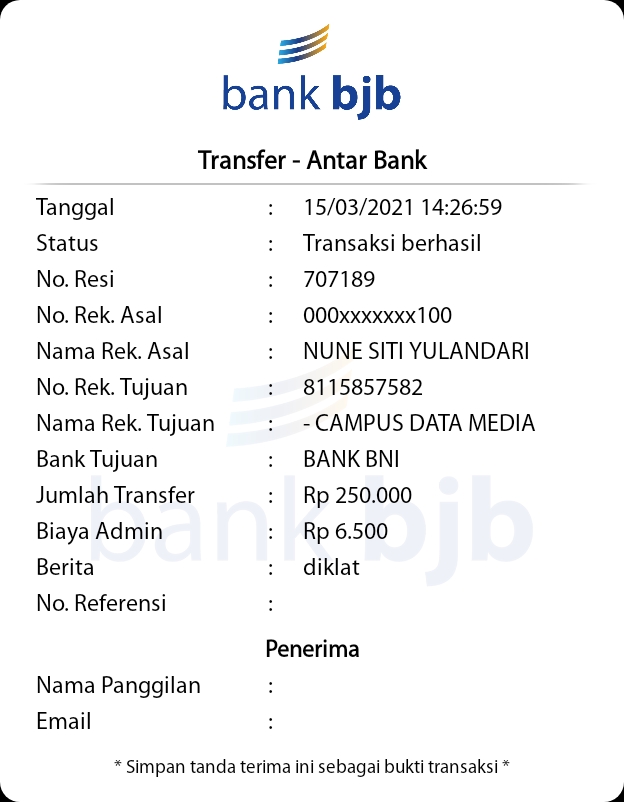 bank bjb
Transfer - Antar Bank
Tanggal : 15/03/2021 14:26:59
Status : Transaksi berhasil
No. Resi : 707189
No. Rek. Asal : 000xxxxxxx100
Nama Rek. Asal : NUNE SITI YULANDARI
No. Rek. Tujuan : 8115857582
Nama Rek. Tujuan : - CAMPUS DATA MEDIA
Bank Tujuan : BANK BNI
Jumlah Transfer : Rp 250.000
Biaya Admin : Rp 6.500
Berita : diklat
No. Referensi :
Penerima
Nama Panggilan :
Email :
* Simpan tanda terima ini sebagai bukti transaksi *
bank bjb